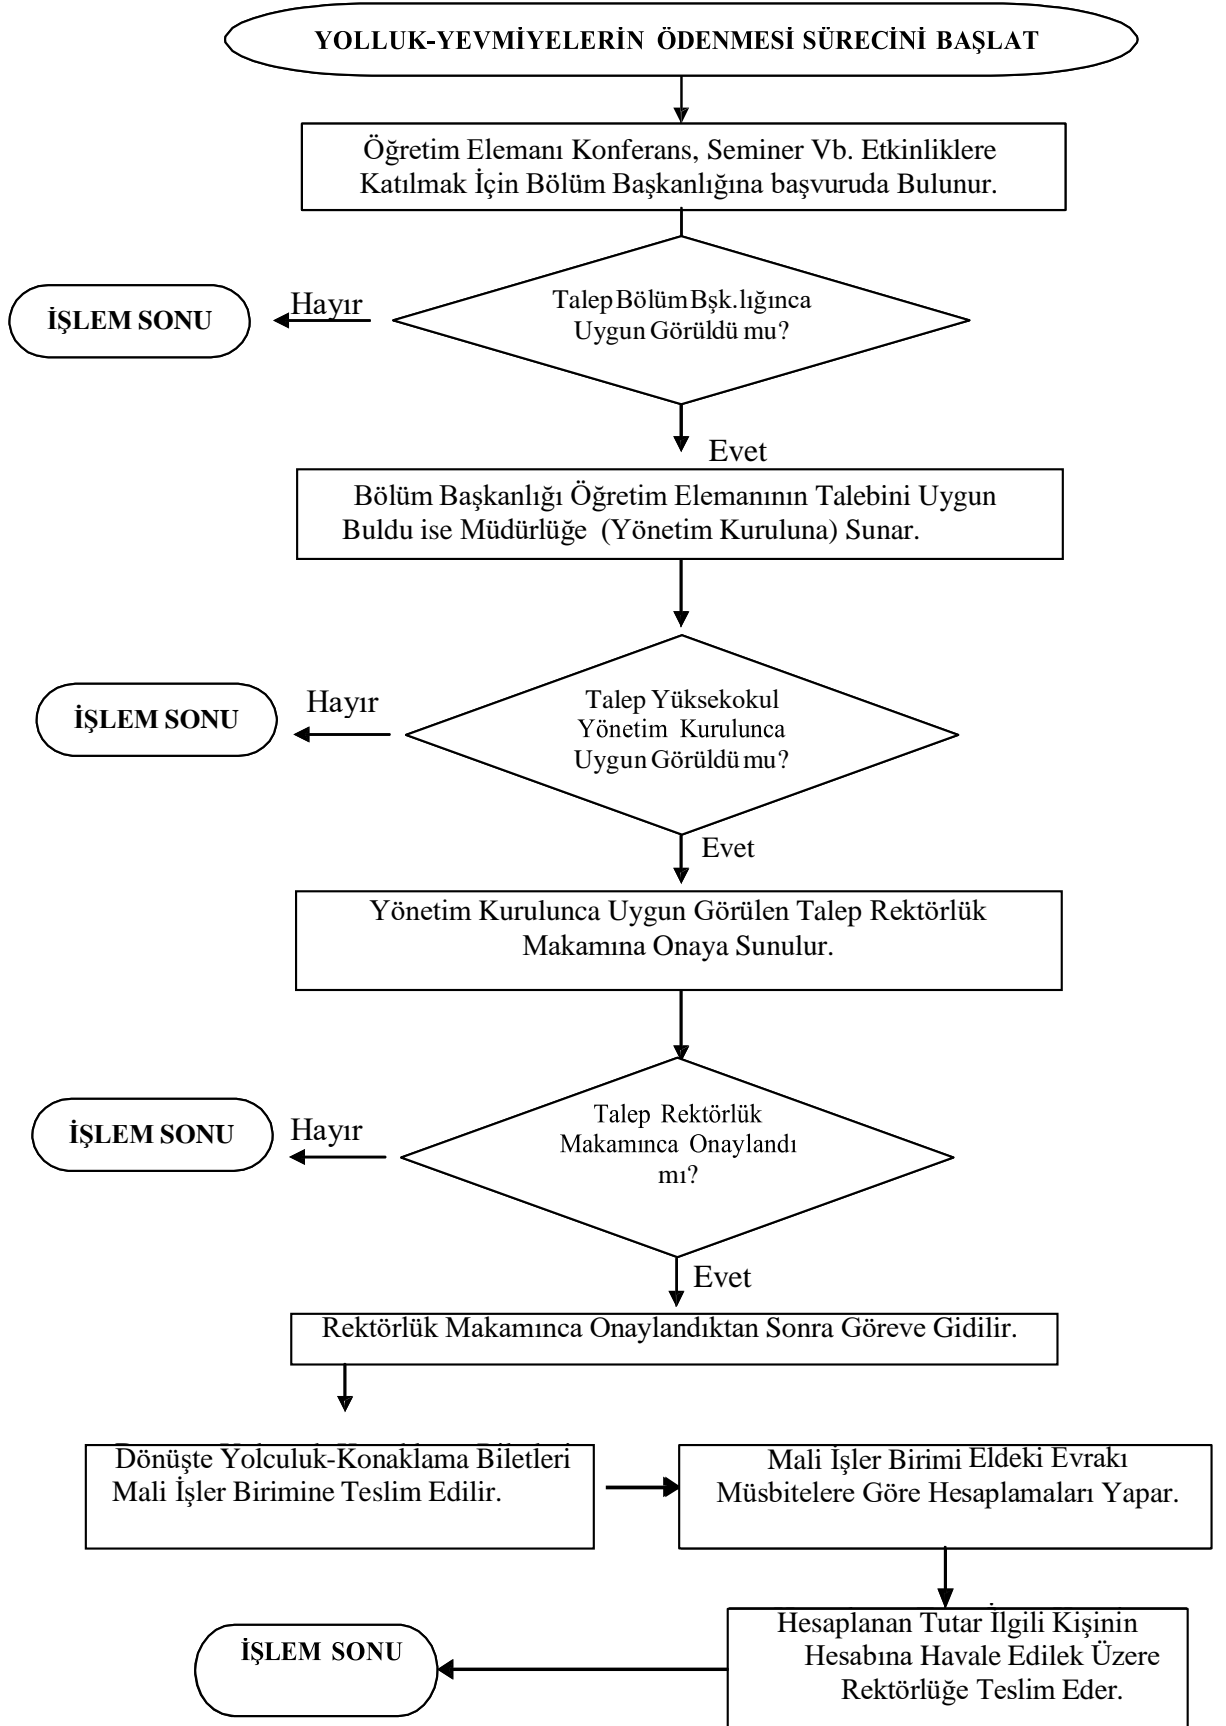 YOLLUK-YEVMİYELERİN ÖDENMESİ SÜRECİNİ BAŞLAT
Öğretim Elemanı Konferans, Seminer Vb. Etkinliklere
Katılmak İçin Bölüm Başkanlığına başvuruda Bulunur.
Talep Bölüm Bşk.lığınca
Uygun Görüldü mu?
Hayır
İŞLEM SONU
Evet
Bölüm Başkanlığı Öğretim Elemanının Talebini Uygun
Buldu ise Müdürlüğe (Yönetim Kuruluna) Sunar.
Talep Yüksekokul
Yönetim Kurulunca
Uygun Görüldü mu?
Hayır
İŞLEM SONU
Evet
Yönetim Kurulunca Uygun Görülen Talep Rektörlük
Makamına Onaya Sunulur.
Talep Rektörlük
Makamınca Onaylandı
mı?
Hayır
İŞLEM SONU
Evet
Rektörlük Makamınca Onaylandıktan Sonra Göreve Gidilir.
Dönüşte Yolculuk-Konaklama Biletleri
Mali İşler Birimine Teslim Edilir.
Mali İşler Birimi Eldeki Evrakı
Müsbitelere Göre Hesaplamaları Yapar.
Hesaplanan Tutar İlgili Kişinin
Hesabına Havale Edilek Üzere
Rektörlüğe Teslim Eder.
İŞLEM SONU